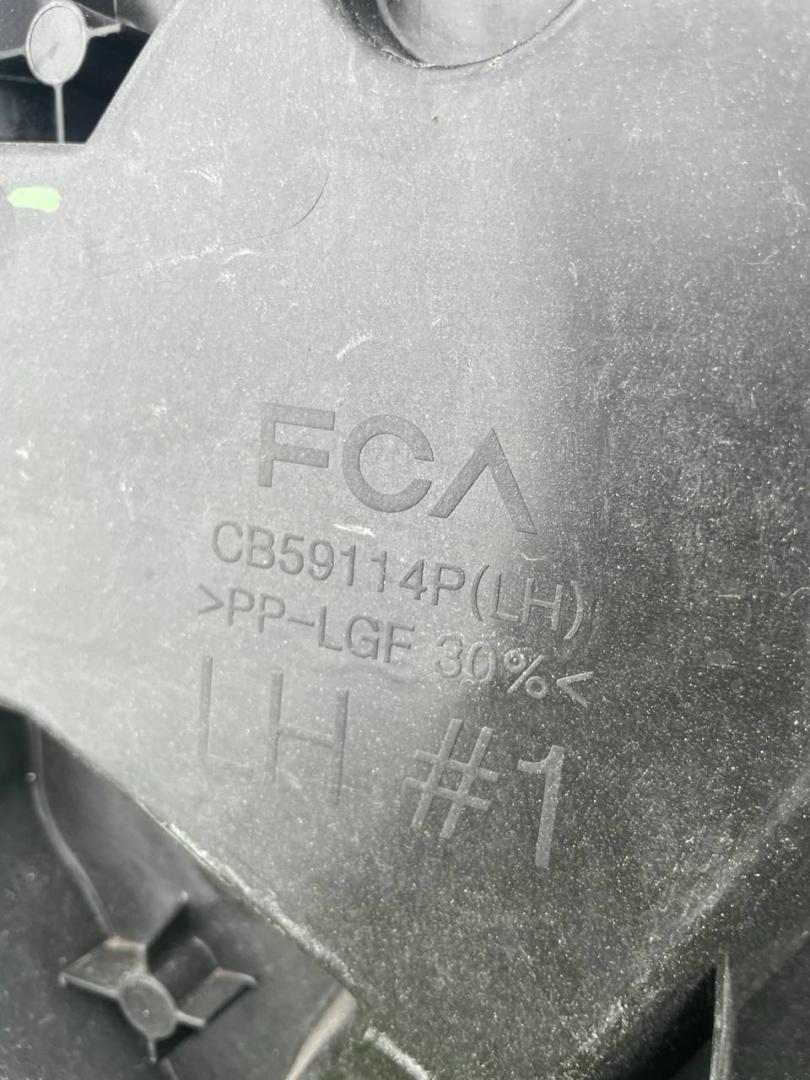 FCA
CB59114P(LH)
>PP-LGF 30%<
LH #1